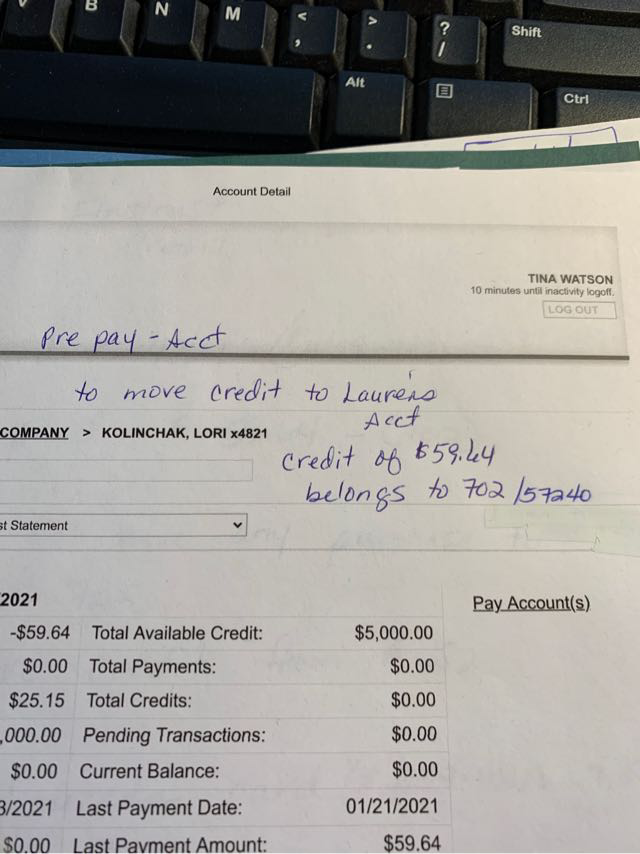 B N M < , > . ? / Shift
Alt Ctrl
Account Detail
TINA WATSON
10 minutes until inactivity logoff.
LOG OUT
Pre pay - Acct
to move credit to Lauren's
Acct
COMPANY > KOLINCHAK, LORI x4821
credit of $59.64
belongs to 702/57240
st Statement
2021
Pay Account(s)
-$59.64 Total Available Credit: $5,000.00
$0.00 Total Payments: $0.00
$25.15 Total Credits: $0.00
,000.00 Pending Transactions: $0.00
$0.00 Current Balance: $0.00
3/2021 Last Payment Date: 01/21/2021
$0.00 Last Payment Amount: $59.64